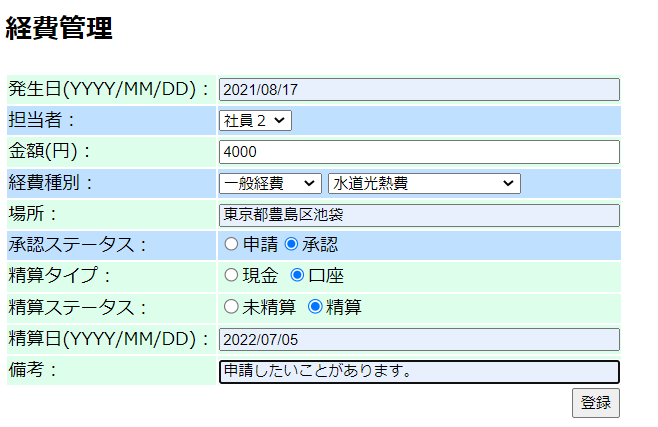 経費管理
発生日(YYYY/MM/DD)： 2021/08/17
担当者： 社員２
金額(円)： 4000
経費種別： 一般経費 水道光熱費
場所： 東京都豊島区池袋
承認ステータス： 申請 承認
精算タイプ： 現金 口座
精算ステータス： 未精算 精算
精算日(YYYY/MM/DD)： 2022/07/05
備考： 申請したいことがあります。
登録